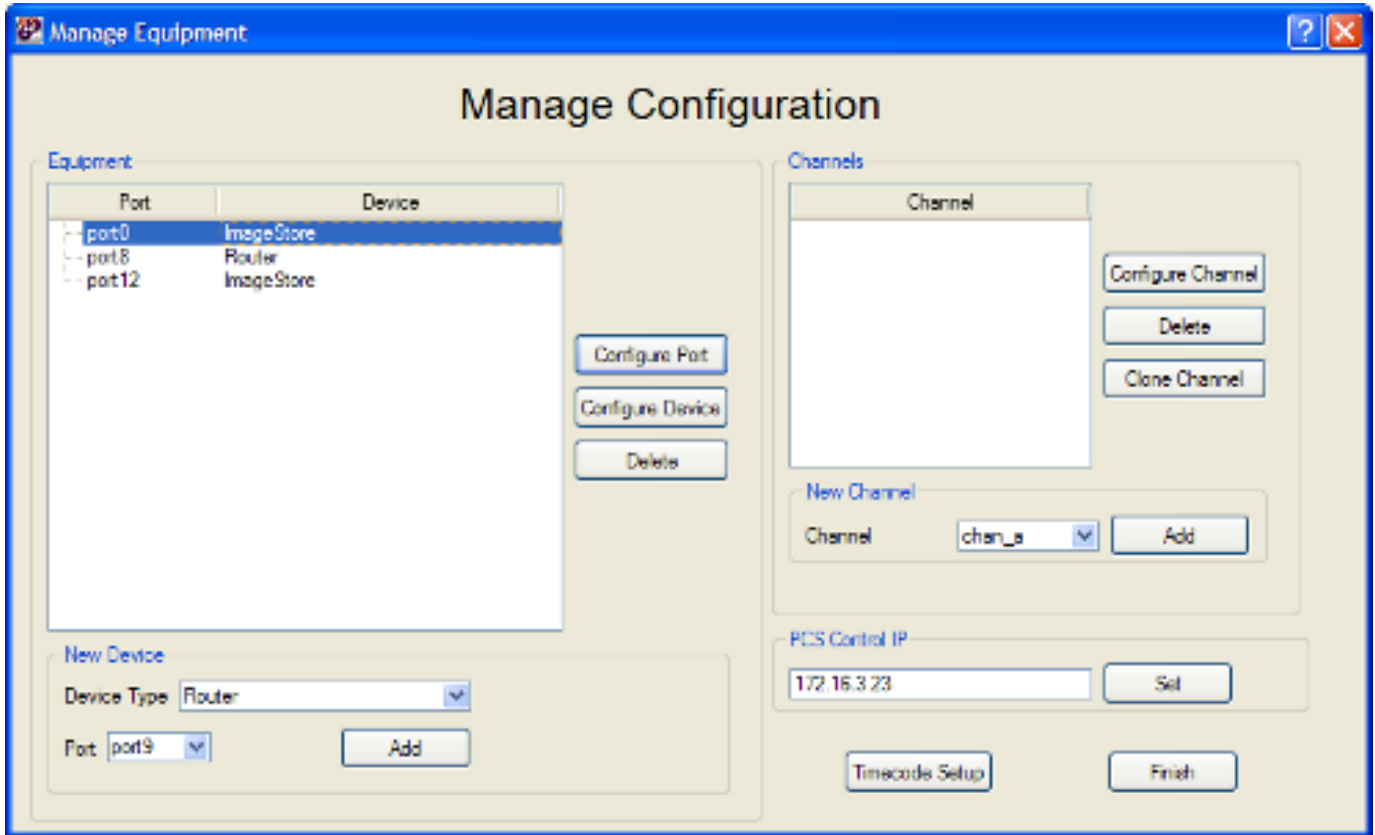 Manage Equipment
Manage Configuration
Equipment
Port Device
port0 ImageStore
port8 Router
port12 ImageStore
Configure Port
Configure Device
Delete
New Device
Device Type Router
Port port9 Add
Channels
Channel
Configure Channel
Delete
Clone Channel
New Channel
Channel chan_a Add
PCS Control IP
172.16.3.23 Set
Timecode Setup Finish